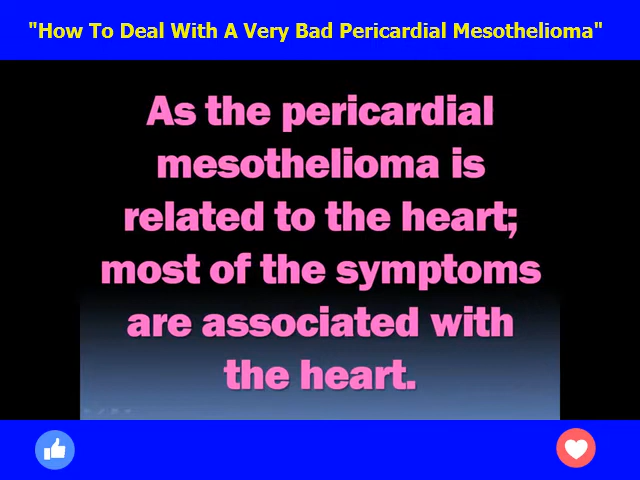 "How To Deal With A Very Bad Pericardial Mesothelioma"
As the pericardial
mesothelioma is
related to the heart;
most of the symptoms
are associated with
the heart.